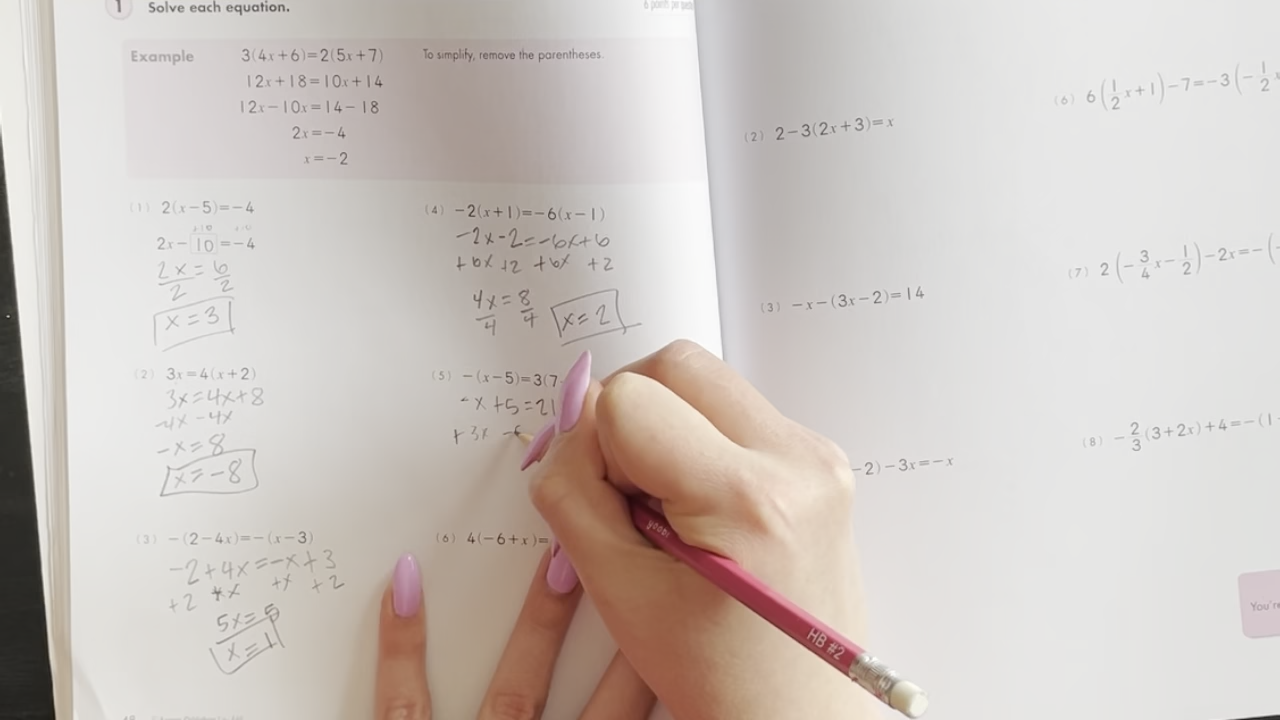 1 Solve each equation.
Example 3(4x+6)=2(5x+7) To simplify, remove the parentheses.
12x+18=10x+14
12x-10x=14-18
2x=-4
x=-2
(1) 2(x-5)=-4
+10
2x-10=-4
2x=6
2 2
x=3
(2) 3x=4(x+2)
3x=4x+8
-4x -4x
-x=8
x=-8
(3) -(2-4x)=-(x-3)
-2+4x=-x+3
+2 +x +x +2
5x=5
x=1
(4) -2(x+1)=-6(x-1)
-2x-2=-6x+6
+6x +2 +6x +2
4x=8
4 4
x=2
(5) -(x-5)=3(7
-x+5=21
+3x
(6) 4(-6+x)=
(2) 2-3(2x+3)=x
(3) -x-(3x-2)=14
-2)-3x=-x
(6) 6(1/2x+1)-7=-3(-1/2
(7) 2(-3/4x-1/2)-2x=-(
(8) -2/3(3+2x)+4=-(1
You're
yoobi
HB #2